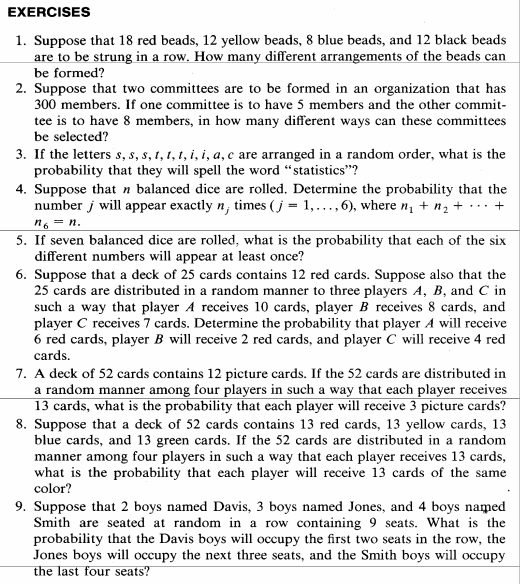 EXERCISES
1. Suppose that 18 red beads, 12 yellow beads, 8 blue beads, and 12 black beads
are to be strung in a row. How many different arrangements of the beads can
be formed?
2. Suppose that two committees are to be formed in an organization that has
300 members. If one committee is to have 5 members and the other commit-
tee is to have 8 members, in how many different ways can these committees
be selected?
3. If the letters s, s, s, t, t, t, i, i, a, c are arranged in a random order, what is the
probability that they will spell the word “statistics”?
4. Suppose that n balanced dice are rolled. Determine the probability that the
number j will appear exactly nⱼ times (j = 1,..., 6), where n₁ + n₂ + ··· +
n₆ = n.
5. If seven balanced dice are rolled, what is the probability that each of the six
different numbers will appear at least once?
6. Suppose that a deck of 25 cards contains 12 red cards. Suppose also that the
25 cards are distributed in a random manner to three players A, B, and C in
such a way that player A receives 10 cards, player B receives 8 cards, and
player C receives 7 cards. Determine the probability that player A will receive
6 red cards, player B will receive 2 red cards, and player C will receive 4 red
cards.
7. A deck of 52 cards contains 12 picture cards. If the 52 cards are distributed in
a random manner among four players in such a way that each player receives
13 cards, what is the probability that each player will receive 3 picture cards?
8. Suppose that a deck of 52 cards contains 13 red cards, 13 yellow cards, 13
blue cards, and 13 green cards. If the 52 cards are distributed in a random
manner among four players in such a way that each player receives 13 cards,
what is the probability that each player will receive 13 cards of the same
color?
9. Suppose that 2 boys named Davis, 3 boys named Jones, and 4 boys named
Smith are seated at random in a row containing 9 seats. What is the
probability that the Davis boys will occupy the first two seats in the row, the
Jones boys will occupy the next three seats, and the Smith boys will occupy
the last four seats?